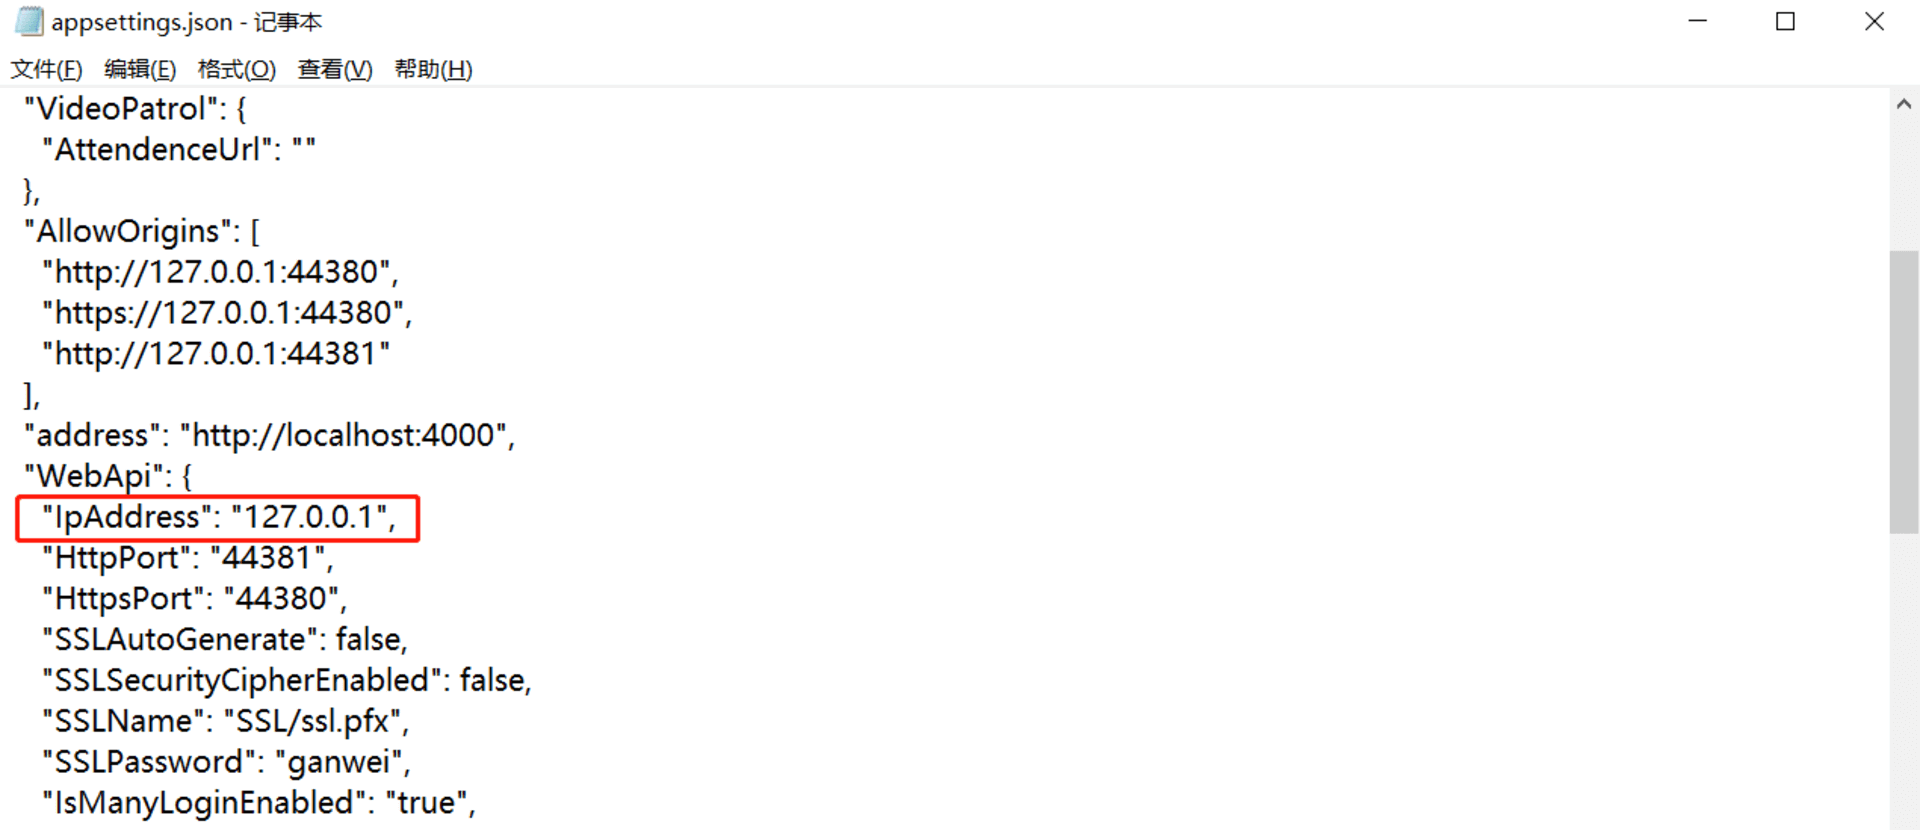 appsettings.json - 记事本
文件(F) 编辑(E) 格式(O) 查看(V) 帮助(H)
"VideoPatrol": {
"AttendenceUrl": ""
},
"AllowOrigins": [
"http://127.0.0.1:44380",
"https://127.0.0.1:44380",
"http://127.0.0.1:44381"
],
"address": "http://localhost:4000",
"WebApi": {
"IpAddress": "127.0.0.1",
"HttpPort": "44381",
"HttpsPort": "44380",
"SSLAutoGenerate": false,
"SSLSecurityCipherEnabled": false,
"SSLName": "SSL/ssl.pfx",
"SSLPassword": "ganwei",
"IsManyLoginEnabled": "true",